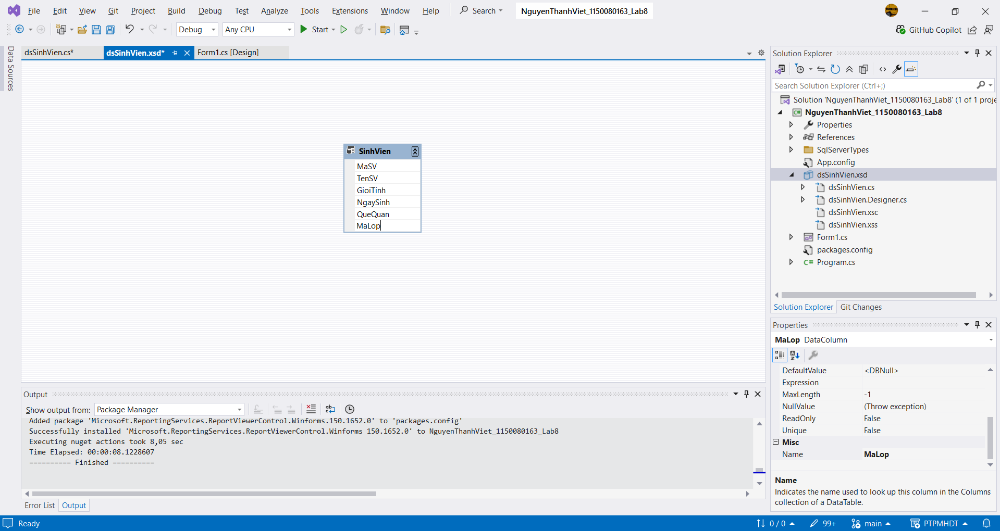 File Edit View Git Project Build Debug Test Analyze Tools Extensions Window Help Search NguyenThanhViet_1150080163_Lab8
Debug Any CPU Start GitHub Copilot
Data Sources
dsSinhVien.cs* dsSinhVien.xsd* Form1.cs [Design]
SinhVien
MaSV
TenSV
GioiTinh
NgaySinh
QueQuan
MaLop
Output
Show output from: Package Manager
Added package 'Microsoft.ReportingServices.ReportViewerControl.Winforms.150.1652.0' to 'packages.config'
Successfully installed 'Microsoft.ReportingServices.ReportViewerControl.Winforms 150.1652.0' to NguyenThanhViet_1150080163_Lab8
Executing nuget actions took 8,05 sec
Time Elapsed: 00:00:08.1228607
========== Finished ==========
Error List Output
Solution Explorer
Search Solution Explorer (Ctrl+;)
Solution 'NguyenThanhViet_1150080163_Lab8' (1 of 1 proje
NguyenThanhViet_1150080163_Lab8
Properties
References
SqlServerTypes
App.config
dsSinhVien.xsd
dsSinhVien.cs
dsSinhVien.Designer.cs
dsSinhVien.xsc
dsSinhVien.xss
Form1.cs
packages.config
Program.cs
Solution Explorer Git Changes
Properties
MaLop DataColumn
DefaultValue <DBNull>
Expression
MaxLength -1
NullValue (Throw exception)
ReadOnly False
Unique False
Misc
Name MaLop
Name
Indicates the name used to look up this column in the Columns
collection of a DataTable.
Ready 0 / 0 99+ main PTPMHDT